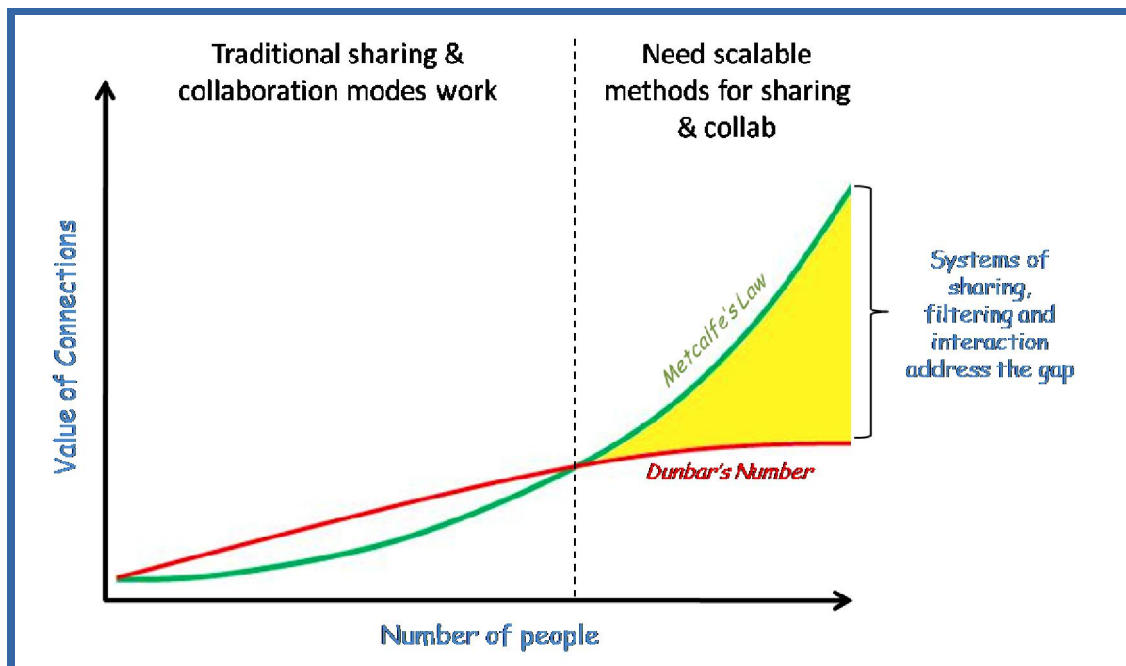 Traditional sharing &
collaboration modes work
Need scalable
methods for sharing
& collab
Value of Connections
Metcalfe's Law
Dunbar's Number
Systems of
sharing,
filtering and
interaction
address the gap
Number of people